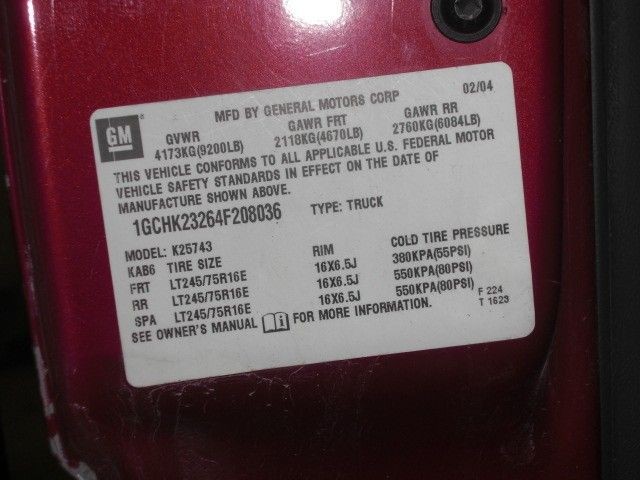 MFD BY GENERAL MOTORS CORP 02/04
GM
GVWR GAWR FRT GAWR RR
4173KG(9200LB) 2118KG(4670LB) 2760KG(6084LB)
THIS VEHICLE CONFORMS TO ALL APPLICABLE U.S. FEDERAL MOTOR
VEHICLE SAFETY STANDARDS IN EFFECT ON THE DATE OF
MANUFACTURE SHOWN ABOVE.
1GCHK23264F208036 TYPE: TRUCK
MODEL: K25743
KAB6 TIRE SIZE RIM COLD TIRE PRESSURE
FRT LT245/75R16E 16X6.5J 380KPA(55PSI)
RR LT245/75R16E 16X6.5J 550KPA(80PSI)
SPA LT245/75R16E 16X6.5J 550KPA(80PSI)
SEE OWNER'S MANUAL FOR MORE INFORMATION.
F 224
T 1623